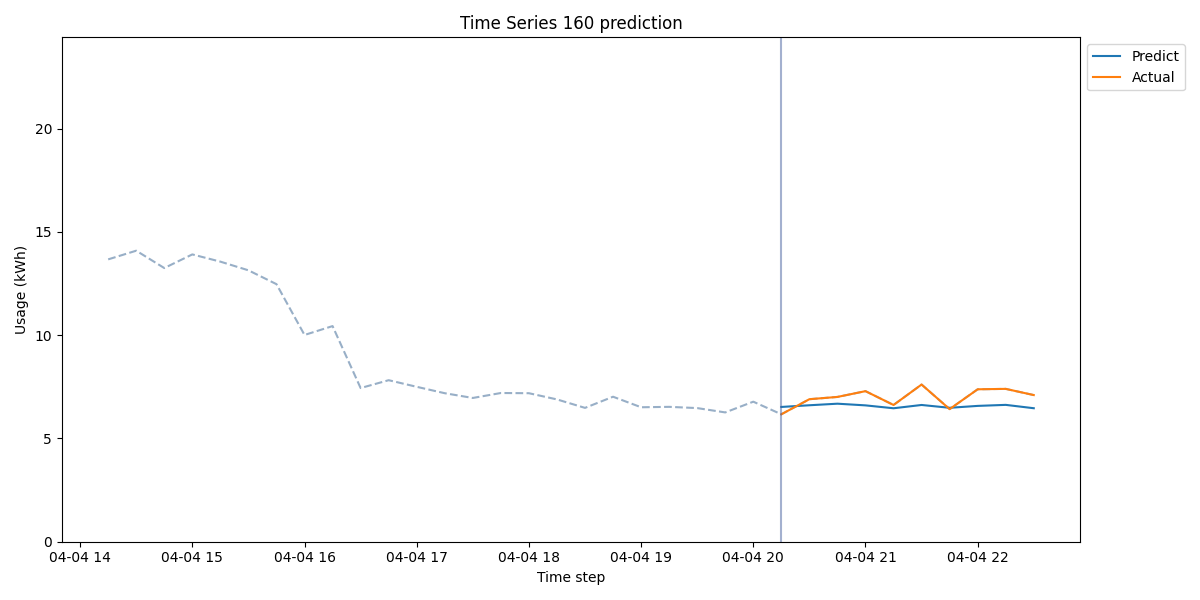 Time Series 160 prediction
Predict
Actual
Usage (kWh)
20
15
10
5
0
04-04 14 04-04 15 04-04 16 04-04 17 04-04 18 04-04 19 04-04 20 04-04 21 04-04 22
Time step